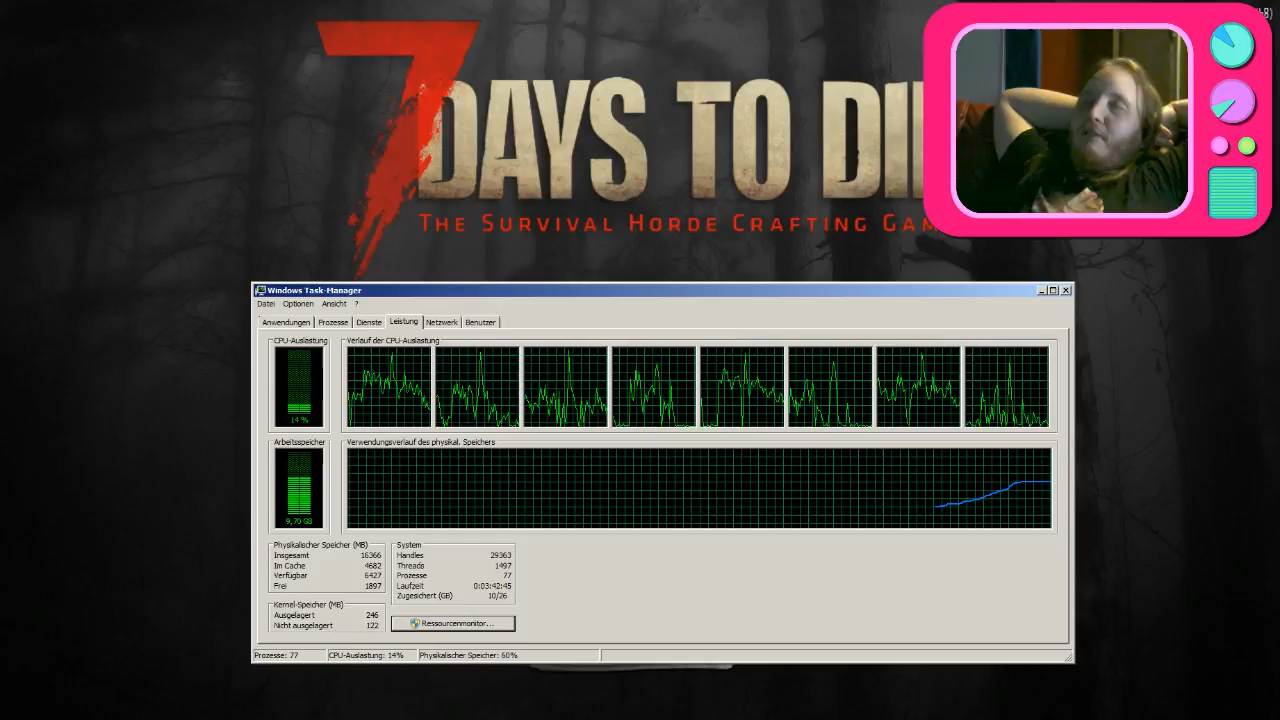 7 DAYS TO DI
THE SURVIVAL HORDE CRAFTING GAM
Windows Task-Manager
Datei Optionen Ansicht ?
Anwendungen Prozesse Dienste Leistung Netzwerk Benutzer
CPU-Auslastung Verlauf der CPU-Auslastung
14 %
Arbeitsspeicher Verwendungsverlauf des physikal. Speichers
9,70 GB
Physikalischer Speicher (MB)
Insgesamt 16366
Im Cache 4682
Verfügbar 6427
Frei 1897
Kernel-Speicher (MB)
Ausgelagert 246
Nicht ausgelagert 122
System
Handles 29363
Threads 1497
Prozesse 77
Laufzeit 0:03:42:45
Zugesichert (GB) 10/26
Ressourcenmonitor...
Prozesse: 77 CPU-Auslastung: 14% Physikalischer Speicher: 60%